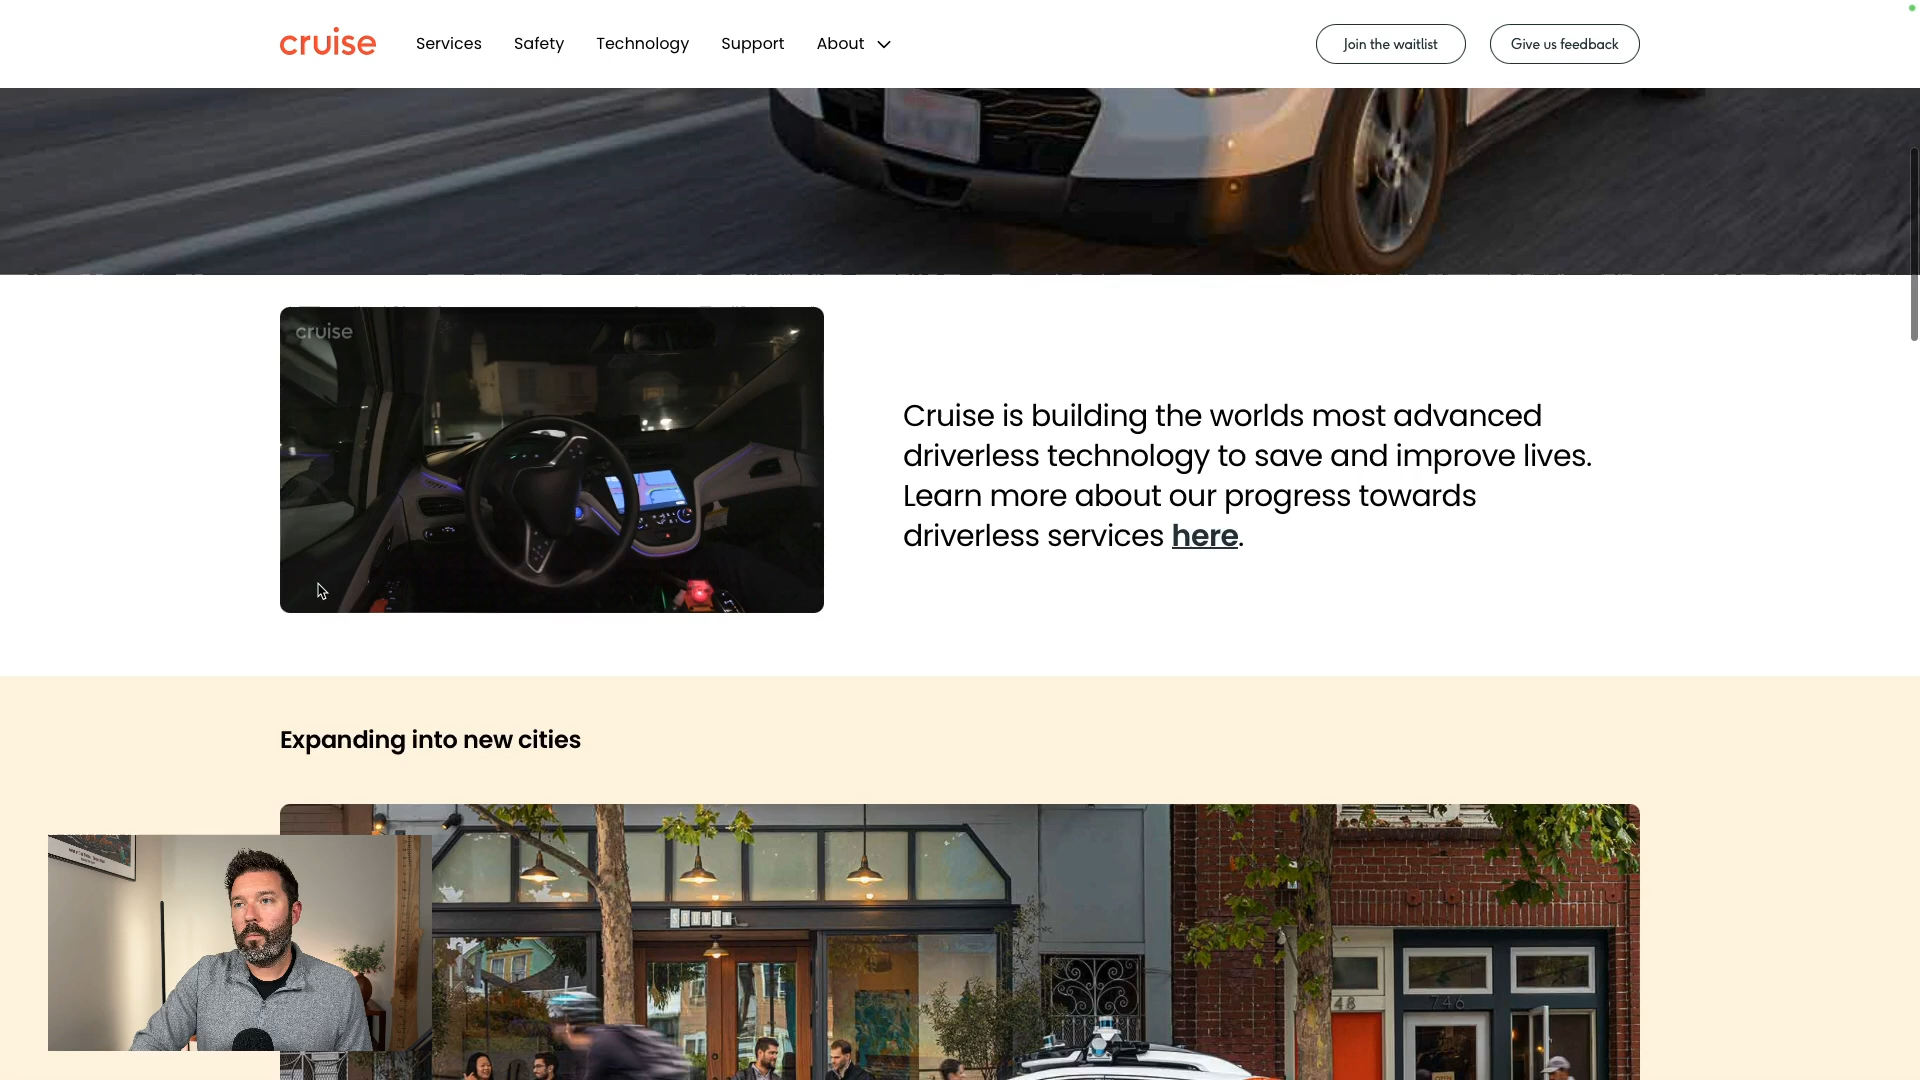 cruise
Services
Safety
Technology
Support
About
Join the waitlist
Give us feedback
cruise
Cruise is building the worlds most advanced
driverless technology to save and improve lives.
Learn more about our progress towards
driverless services here.
Expanding into new cities
746